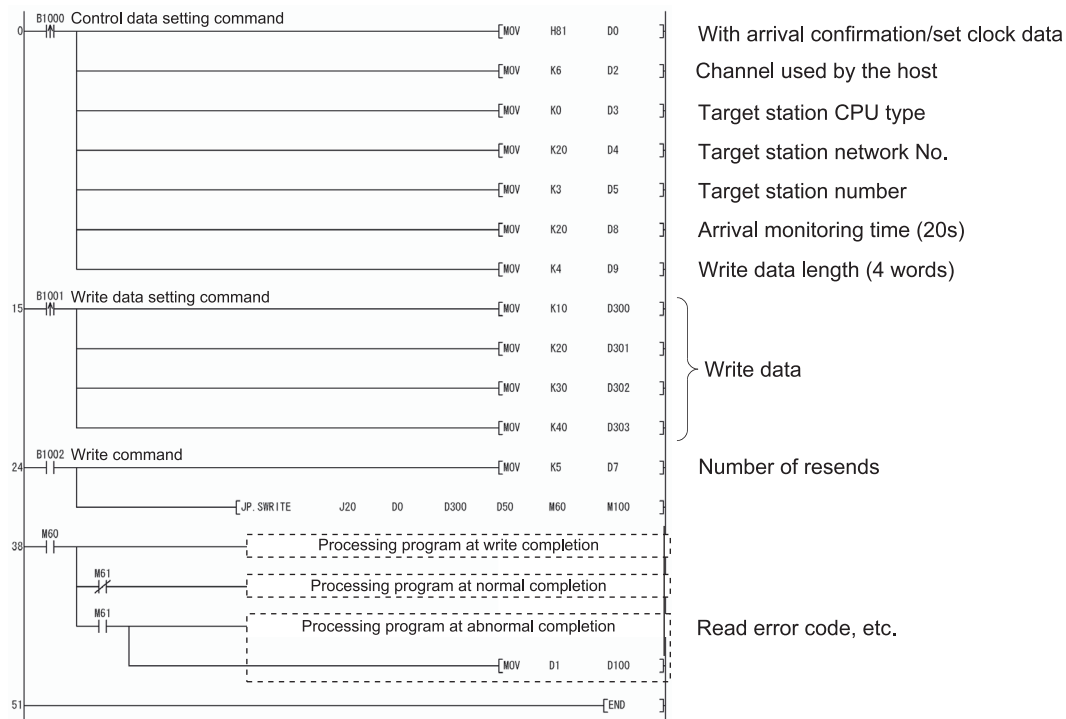 B1000 Control data setting command
0 [MOV H81 D0 ] With arrival confirmation/set clock data
[MOV K6 D2 ] Channel used by the host
[MOV K0 D3 ] Target station CPU type
[MOV K20 D4 ] Target station network No.
[MOV K3 D5 ] Target station number
[MOV K20 D8 ] Arrival monitoring time (20s)
[MOV K4 D9 ] Write data length (4 words)
B1001 Write data setting command
15 [MOV K10 D300 ]
[MOV K20 D301 ]
Write data
[MOV K30 D302 ]
[MOV K40 D303 ]
B1002 Write command
24 [MOV K5 D7 ] Number of resends
[JP.SWRITE J20 D0 D300 D50 M60 M100 ]
M60
38 Processing program at write completion
M61
Processing program at normal completion
M61
Processing program at abnormal completion Read error code, etc.
[MOV D1 D100 ]
51 [END ]